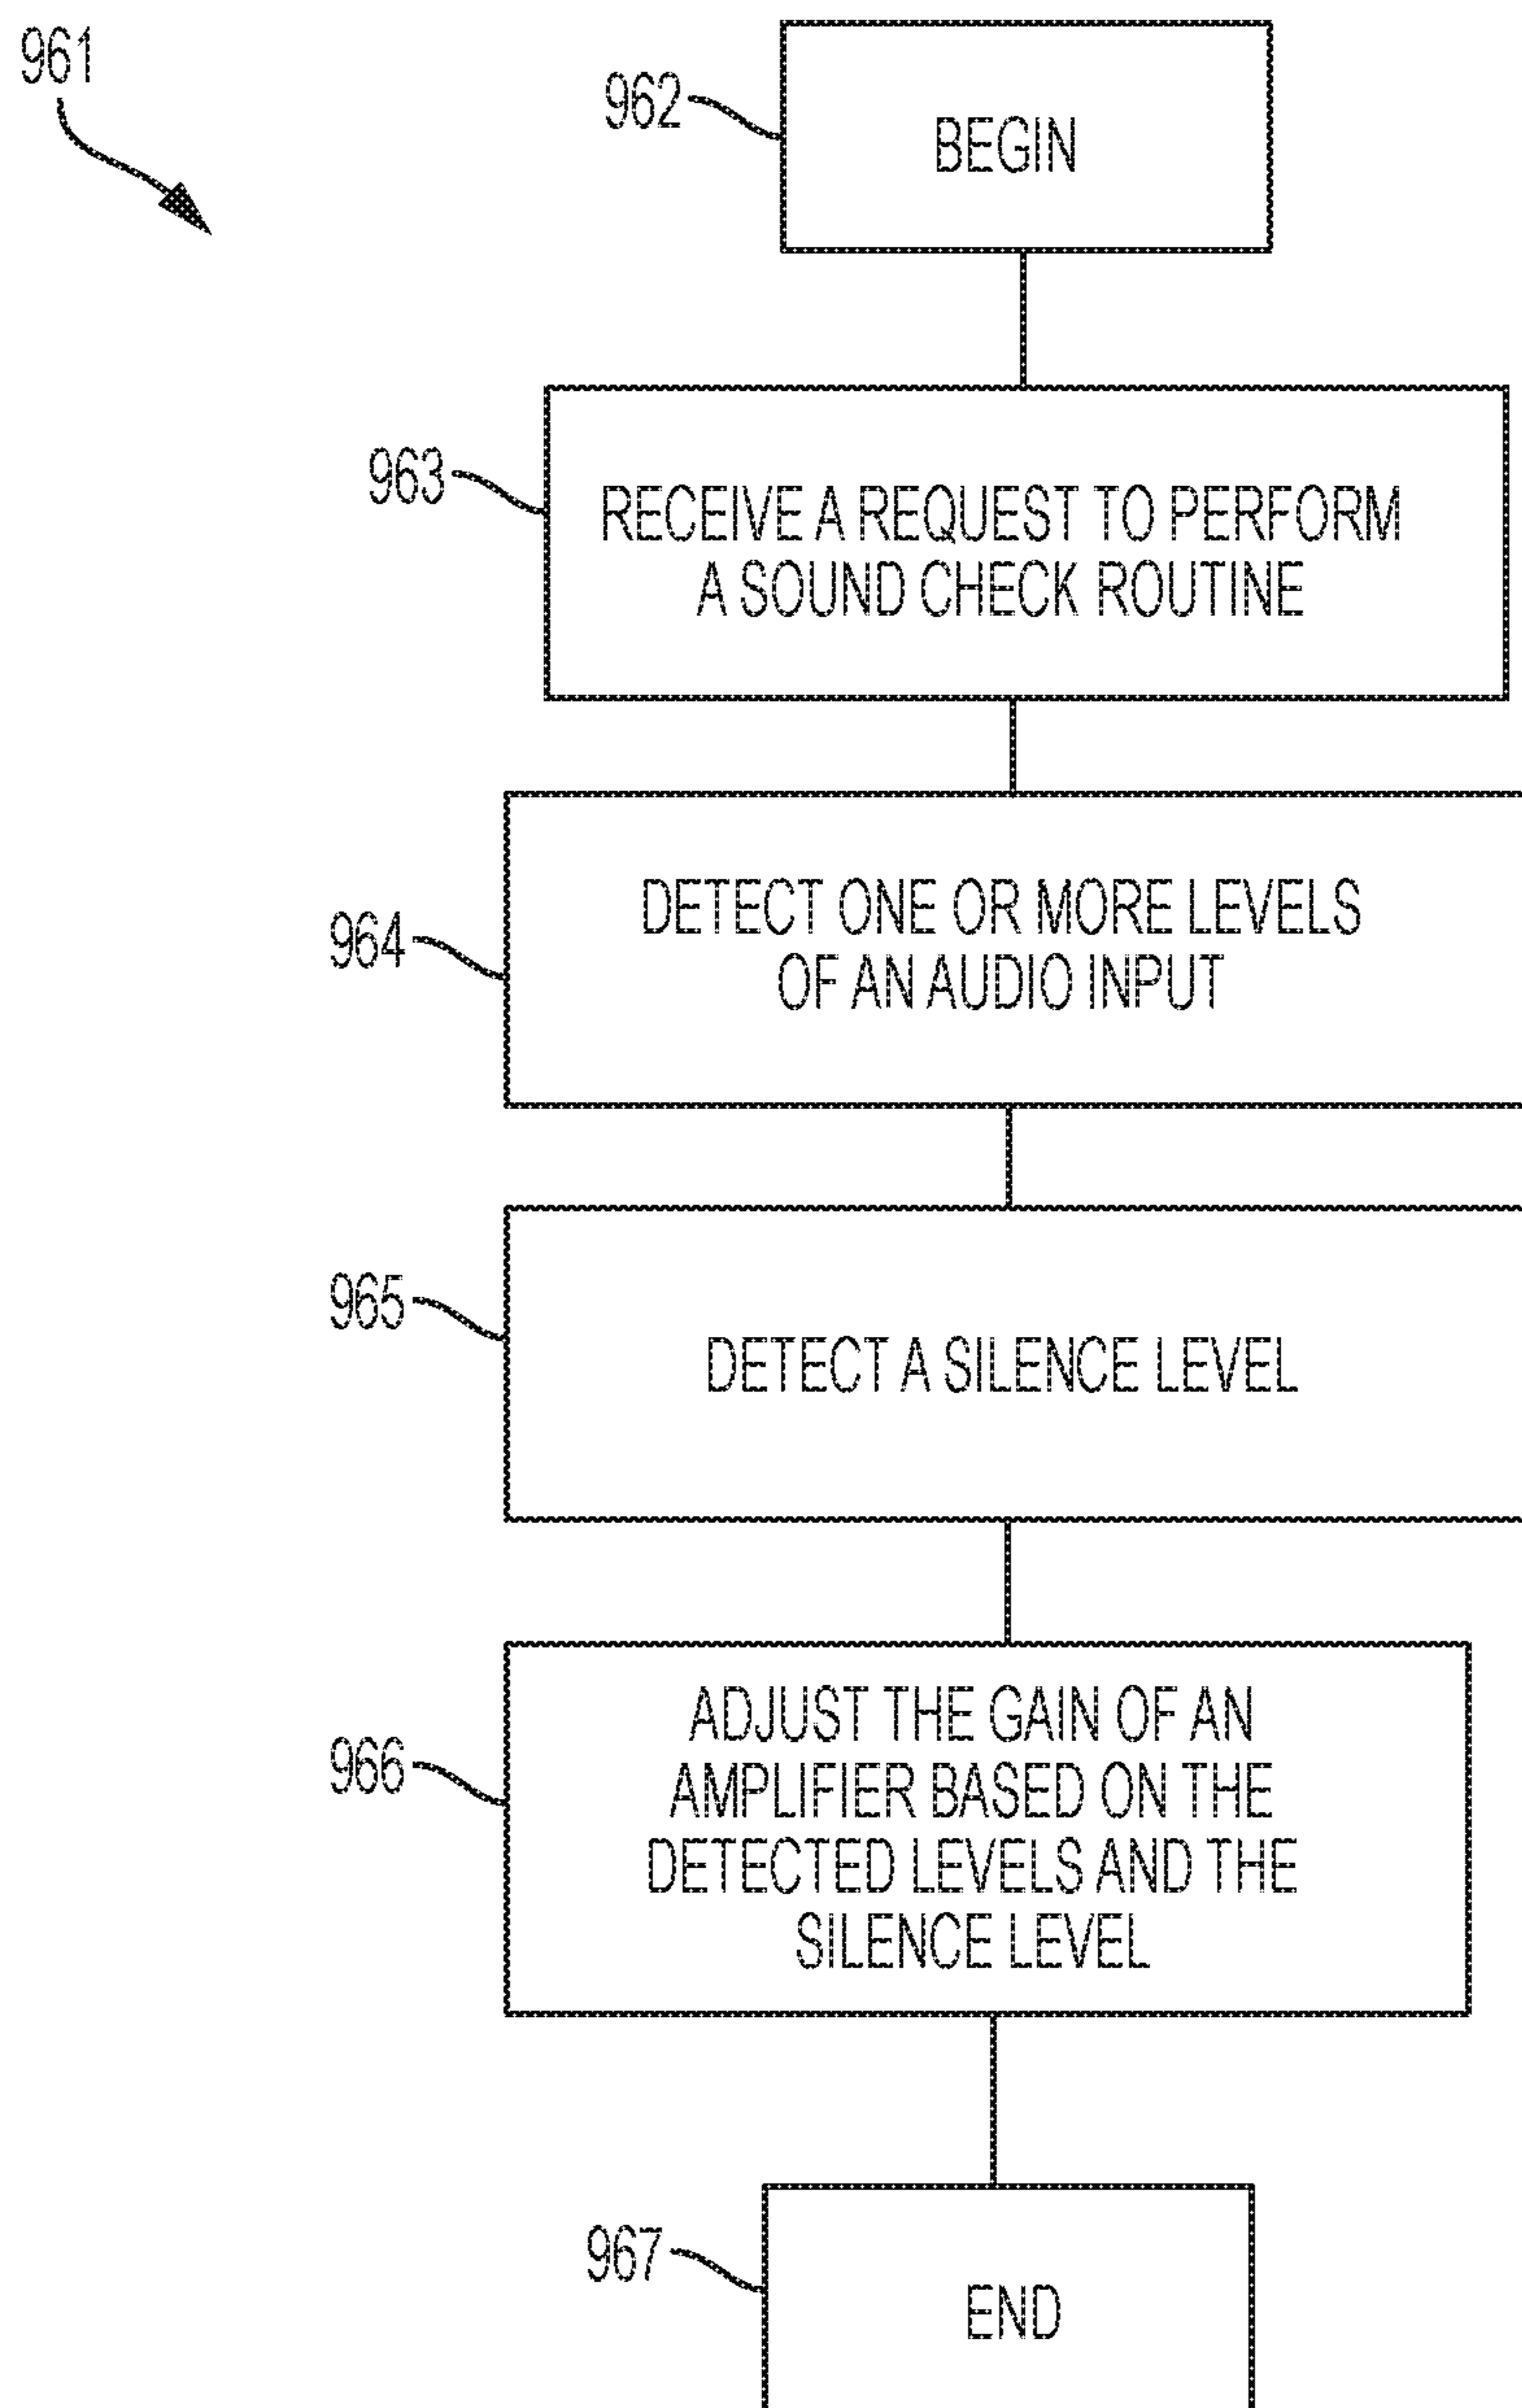 961
962
BEGIN
963
RECEIVE A REQUEST TO PERFORM
A SOUND CHECK ROUTINE
964
DETECT ONE OR MORE LEVELS
OF AN AUDIO INPUT
965
DETECT A SILENCE LEVEL
966
ADJUST THE GAIN OF AN
AMPLIFIER BASED ON THE
DETECTED LEVELS AND THE
SILENCE LEVEL
967
END